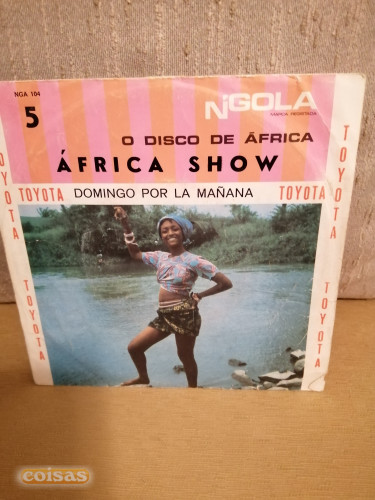 NGA 104
5
NGOLA
MARCA REGISTADA
O DISCO DE ÁFRICA
ÁFRICA SHOW
TOYOTA DOMINGO POR LA MAÑANA TOYOTA
TOYOTA
TOYOTA
TOYOTA
TOYOTA
coisas